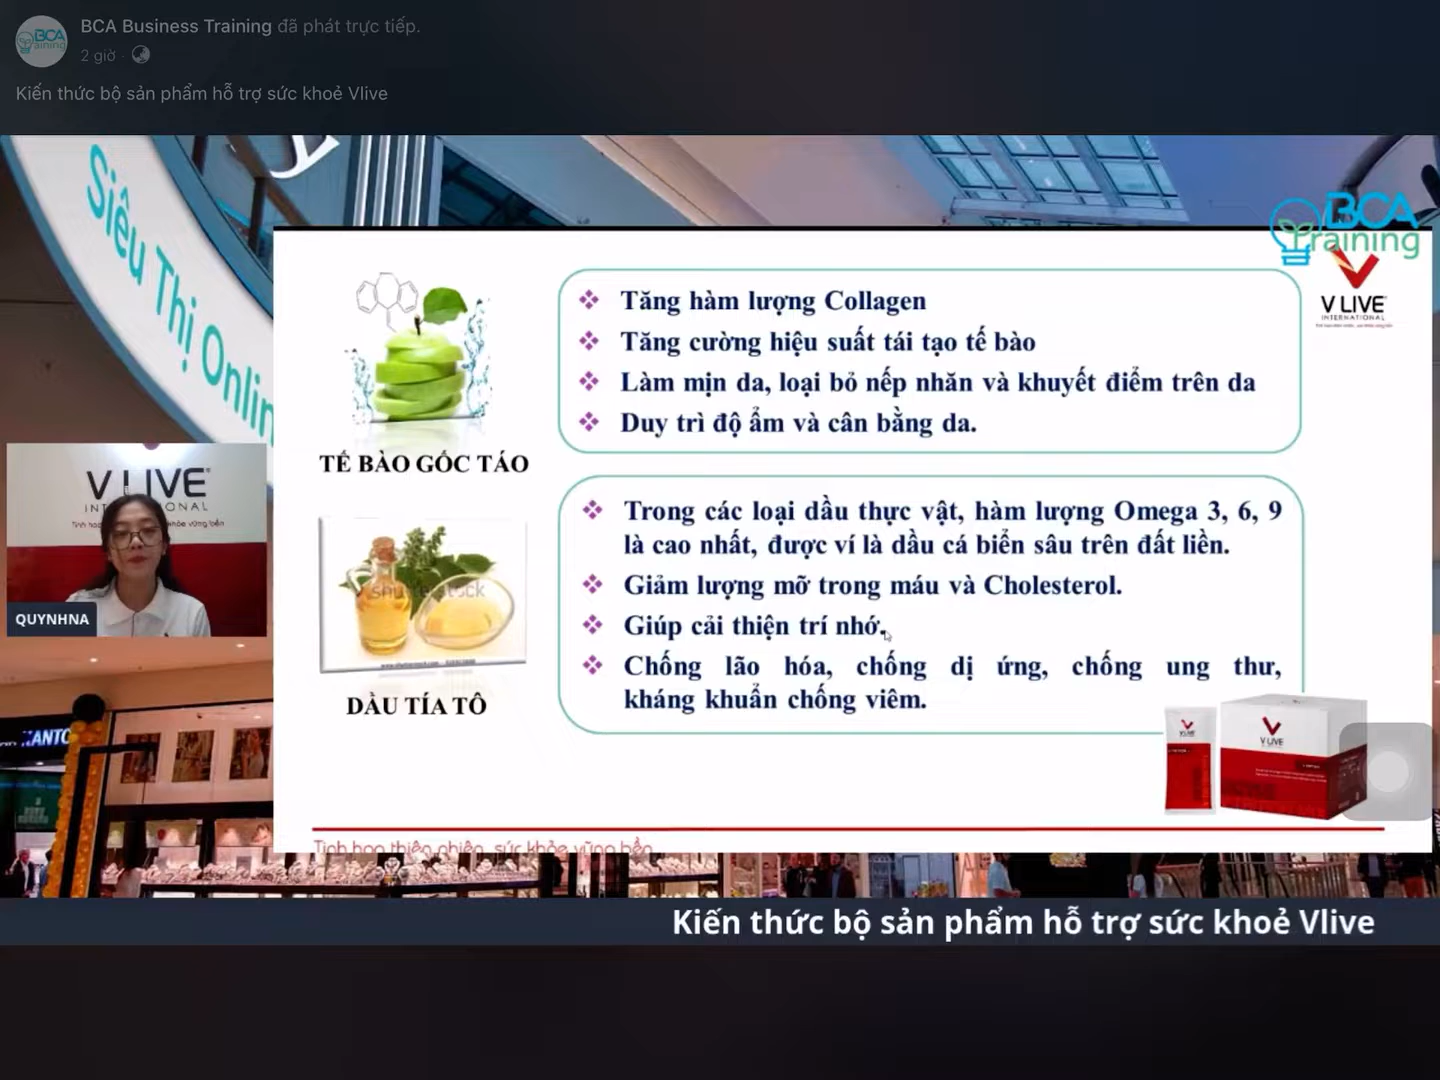 BCA Business Training đã phát trực tiếp.
2 giờ ·
Kiến thức bộ sản phẩm hỗ trợ sức khoẻ Vlive
Siêu Thị Onlin
BCA
Training
V LIVE
INTERNATIONAL
Tăng hàm lượng Collagen
Tăng cường hiệu suất tái tạo tế bào
Làm mịn da, loại bỏ nếp nhăn và khuyết điểm trên da
Duy trì độ ẩm và cân bằng da.
TẾ BÀO GỐC TÁO
Trong các loại dầu thực vật, hàm lượng Omega 3, 6, 9
là cao nhất, được ví là dầu cá biển sâu trên đất liền.
Giảm lượng mỡ trong máu và Cholesterol.
Giúp cải thiện trí nhớ.
Chống lão hóa, chống dị ứng, chống ung thư,
kháng khuẩn chống viêm.
DẦU TÍA TÔ
V LIVE
QUYNHNA
V LIVE
V LIVE
Tinh hoa thiên nhiên, sức khỏe vững bền
Kiến thức bộ sản phẩm hỗ trợ sức khoẻ Vlive